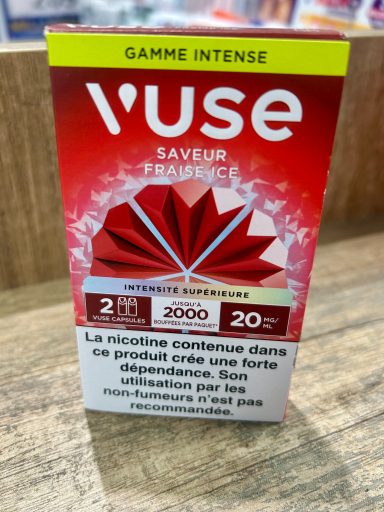 GAMME INTENSE
VUSE
SAVEUR
FRAISE ICE
INTENSITÉ SUPÉRIEURE
2
VUSE CAPSULES
JUSQU'À
2000
BOUFFÉES PAR PAQUET*
20 MG/ML
La nicotine contenue dans
ce produit crée une forte
dépendance. Son
utilisation par les
non-fumeurs n'est pas
recommandée.